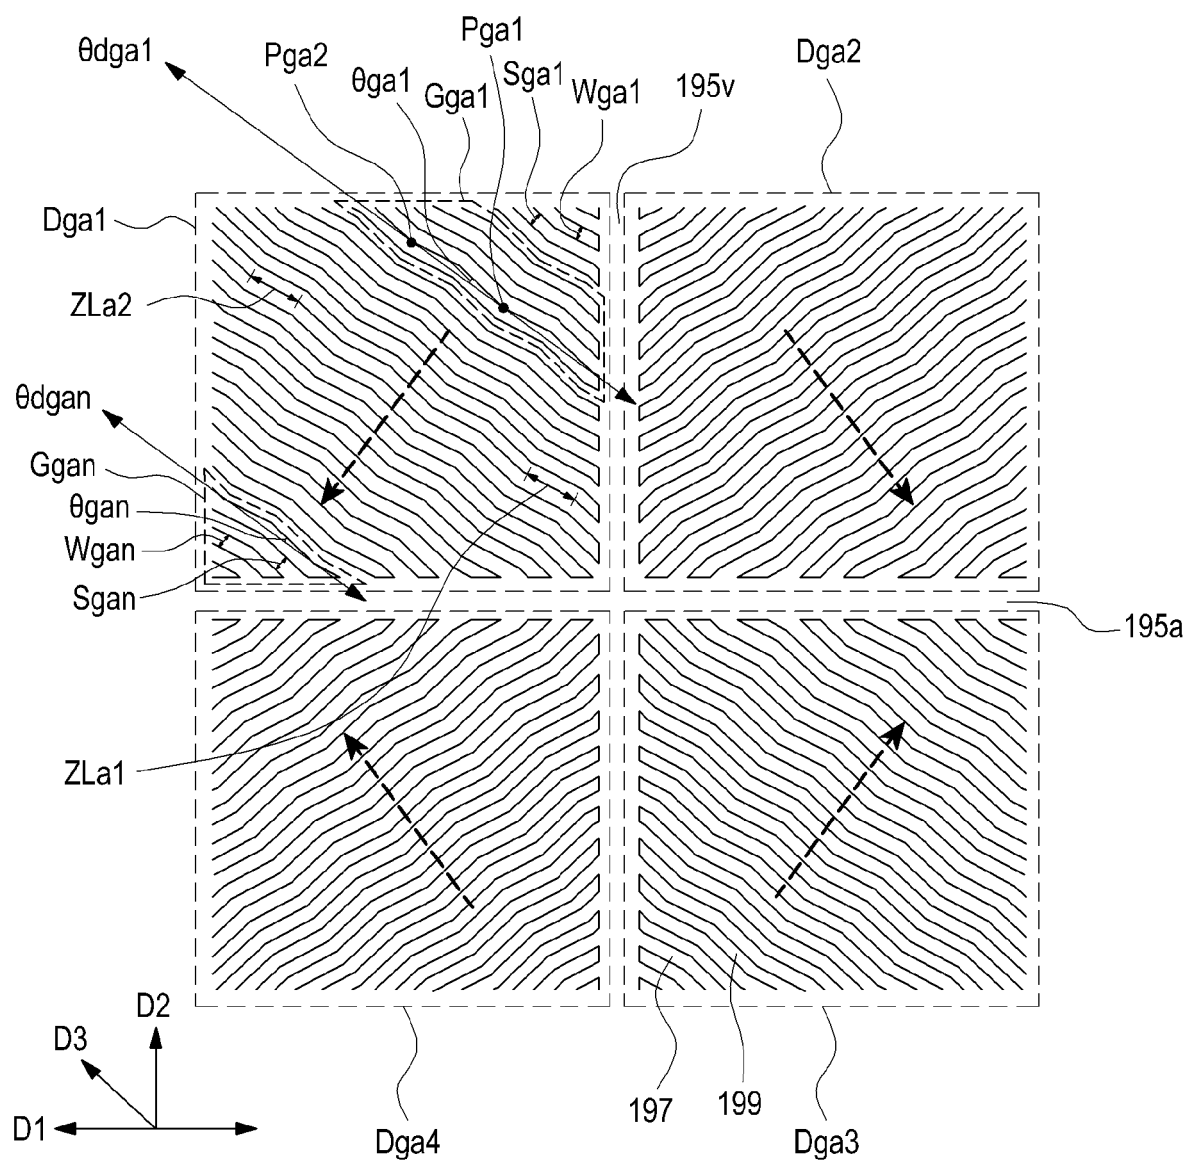 Pga1
θdga1
Pga2
Dga2
θga1
Sga1
Gga1
Wga1
195v
Dga1
ZLa2
θdgan
Ggan
θgan
Wgan
Sgan
195a
ZLa1
D2
D3
D1
197
199
Dga4
Dga3